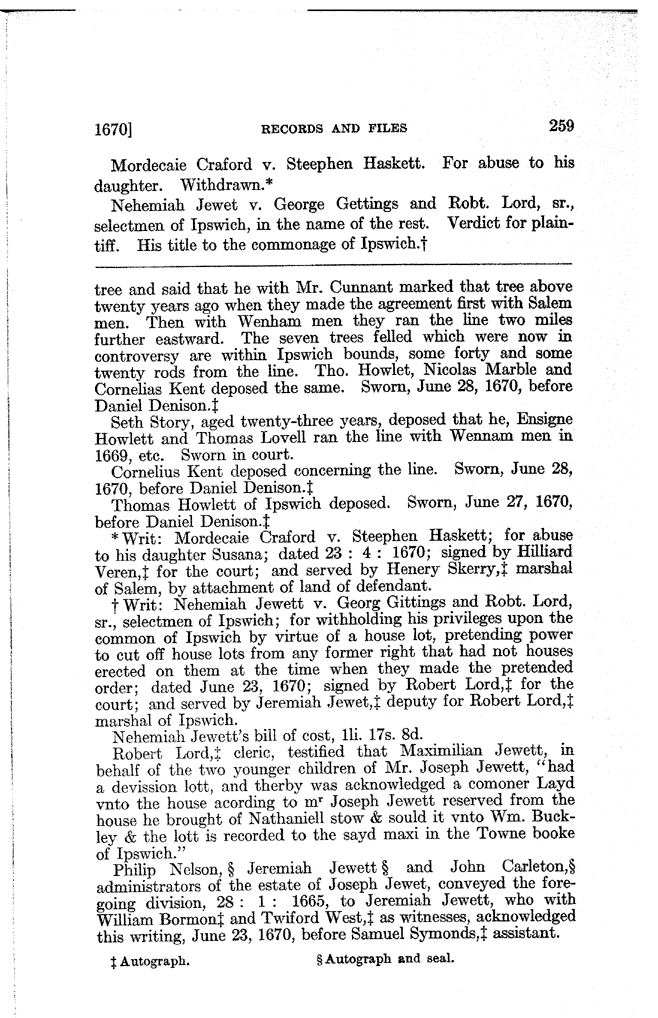 1670]	RECORDS AND FILES	259
Mordecaie Craford v. Steephen Haskett. For abuse to his
daughter. Withdrawn.*
Nehemiah Jewet v. George Gettings and Robt. Lord, sr.,
selectmen of Ipswich, in the name of the rest. Verdict for plain-
tiff. His title to the commonage of Ipswich.†
tree and said that he with Mr. Cunnant marked that tree above
twenty years ago when they made the agreement first with Salem
men. Then with Wenham men they ran the line two miles
further eastward. The seven trees felled which were now in
controversy are within Ipswich bounds, some forty and some
twenty rods from the line. Tho. Howlet, Nicolas Marble and
Cornelias Kent deposed the same. Sworn, June 28, 1670, before
Daniel Denison.‡
Seth Story, aged twenty-three years, deposed that he, Ensigne
Howlett and Thomas Lovell ran the line with Wennam men in
1669, etc. Sworn in court.
Cornelius Kent deposed concerning the line. Sworn, June 28,
1670, before Daniel Denison.‡
Thomas Howlett of Ipswich deposed. Sworn, June 27, 1670,
before Daniel Denison.‡
*Writ: Mordecaie Craford v. Steephen Haskett; for abuse
to his daughter Susana; dated 23 : 4 : 1670; signed by Hilliard
Veren,‡ for the court; and served by Henery Skerry,‡ marshal
of Salem, by attachment of land of defendant.
†Writ: Nehemiah Jewett v. Georg Gittings and Robt. Lord,
sr., selectmen of Ipswich; for withholding his privileges upon the
common of Ipswich by virtue of a house lot, pretending power
to cut off house lots from any former right that had not houses
erected on them at the time when they made the pretended
order; dated June 23, 1670; signed by Robert Lord,‡ for the
court; and served by Jeremiah Jewet,‡ deputy for Robert Lord,‡
marshal of Ipswich.
Nehemiah Jewett's bill of cost, 1li. 17s. 8d.
Robert Lord,‡ cleric, testified that Maximilian Jewett, in
behalf of the two younger children of Mr. Joseph Jewett, "had
a devission lott, and therby was acknowledged a comoner Layd
vnto the house acording to mʳ Joseph Jewett reserved from the
house he brought of Nathaniell stow & sould it vnto Wm. Buck-
ley & the lott is recorded to the sayd maxi in the Towne booke
of Ipswich."
Philip Nelson,§ Jeremiah Jewett§ and John Carleton,§
administrators of the estate of Joseph Jewet, conveyed the fore-
going division, 28 : 1 : 1665, to Jeremiah Jewett, who with
William Bormon‡ and Twiford West,‡ as witnesses, acknowledged
this writing, June 23, 1670, before Samuel Symonds,‡ assistant.
‡Autograph.	§Autograph and seal.